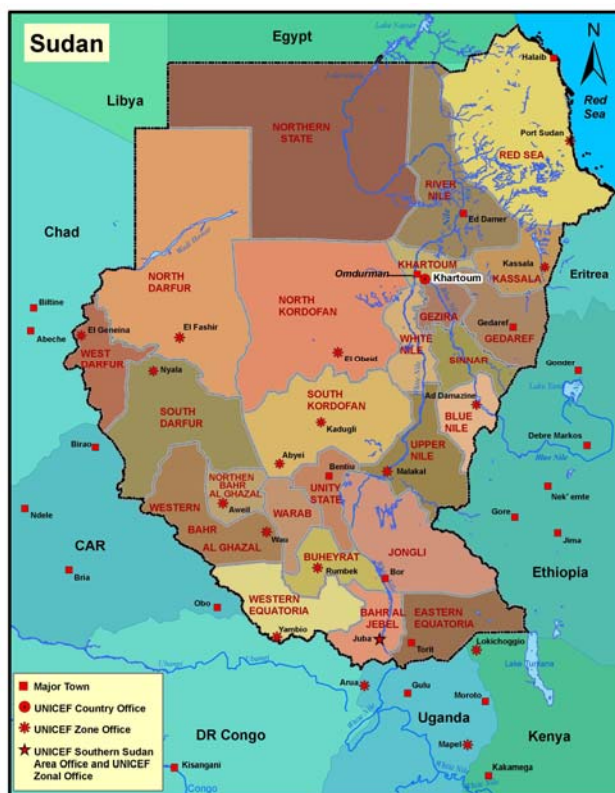 Sudan
Egypt
N
Halaib
Red
Sea
Libya
NORTHERN
STATE
Port Sudan
RED SEA
RIVER
NILE
Ed Damer
Chad
NORTH
DARFUR
KHARTOUM
Omdurman
Khartoum
Kassala
KASSALA
Eritrea
Biltine
Abeche
El Geneina
WEST
DARFUR
El Fashir
NORTH
KORDOFAN
El Obeid
WHITE
NILE
GEZIRA
Gedaref
GEDAREF
SINNAR
Gonder
Nyala
SOUTH
DARFUR
SOUTH
KORDOFAN
Kadugli
Ad Damazine
BLUE
NILE
Debre Markos
Blue Nile
Birao
Abyei
Bentiu
UPPER
NILE
Malakal
Nek' emte
Gore
Jima
Ndele
WESTERN
BAHR
AL GHAZAL
NORTHEN
BAHR
AL GHAZAL
Aweil
WARAB
UNITY
STATE
Wau
CAR
Bria
BUHEYRAT
Rumbek
JONGLI
Bor
Ethiopia
Obo
WESTERN
EQUATORIA
Yambio
BAHR AL
JEBEL
Juba
EASTERN
EQUATORIA
Torit
Lokichoggio
Lake Turkana
Arua
Gulu
Moroto
Uganda
Kenya
DR Congo
Mapel
Kisangani
Congo
Kakamega
Major Town
UNICEF Country Office
UNICEF Zone Office
UNICEF Southern Sudan
Area Office and UNICEF
Zonal Office